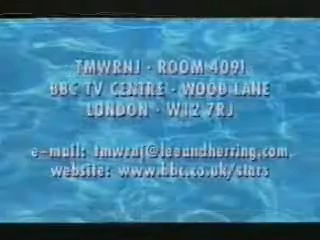 TMWRNJ · ROOM 4091
BBC TV CENTRE · WOOD LANE
LONDON · W12 7RJ
e-mail: tmwrnj@leeandherring.com
website: www.bbc.co.uk/stars